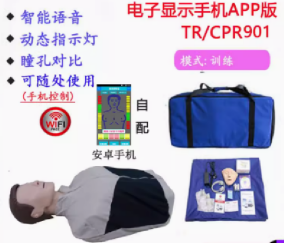 电子显示手机APP版
TR/CPR901
模式: 训练
智能语音
动态指示灯
瞳孔对比
可随处使用
(手机控制)
WiFi
自
配
安卓手机